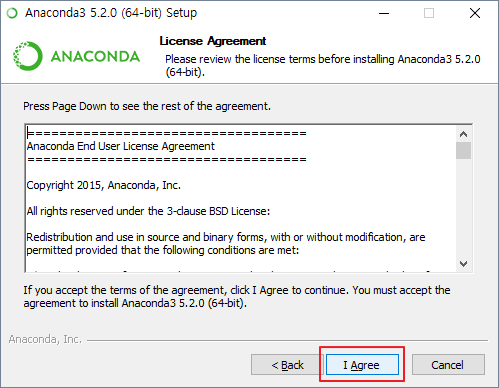 Anaconda3 5.2.0 (64-bit) Setup
ANACONDA
License Agreement
Please review the license terms before installing Anaconda3 5.2.0
(64-bit).
Press Page Down to see the rest of the agreement.
===================================
Anaconda End User License Agreement
===================================
Copyright 2015, Anaconda, Inc.
All rights reserved under the 3-clause BSD License:
Redistribution and use in source and binary forms, with or without modification, are
permitted provided that the following conditions are met:
If you accept the terms of the agreement, click I Agree to continue. You must accept the
agreement to install Anaconda3 5.2.0 (64-bit).
Anaconda, Inc.
< Back
I Agree
Cancel